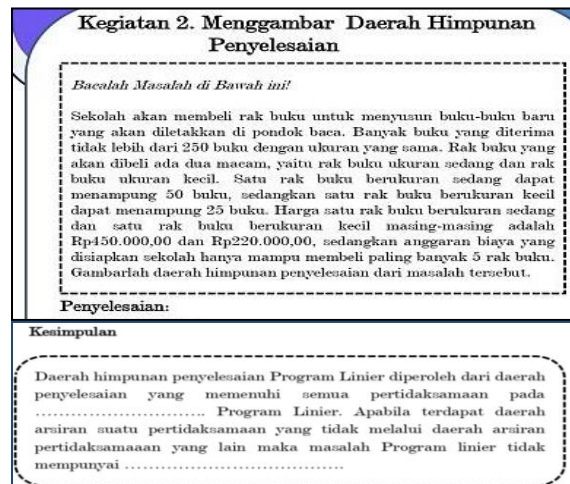 Kegiatan 2. Menggambar Daerah Himpunan
Penyelesaian
Bacalah Masalah di Bawah ini!
Sekolah akan membeli rak buku untuk menyusun buku-buku baru
yang akan diletakkan di pondok baca. Banyak buku yang diterima
tidak lebih dari 250 buku dengan ukuran yang sama. Rak buku yang
akan dibeli ada dua macam, yaitu rak buku ukuran sedang dan rak
buku ukuran kecil. Satu rak buku berukuran sedang dapat
menampung 50 buku, sedangkan satu rak buku berukuran kecil
dapat menampung 25 buku. Harga satu rak buku berukuran sedang
dan satu rak buku berukuran kecil masing-masing adalah
Rp450.000,00 dan Rp220.000,00, sedangkan anggaran biaya yang
disiapkan sekolah hanya mampu membeli paling banyak 5 rak buku.
Gambarlah daerah himpunan penyelesaian dari masalah tersebut.
Penyelesaian:
Kesimpulan
Daerah himpunan penyelesaian Program Linier diperoleh dari daerah
penyelesaian yang memenuhi semua pertidaksamaan pada
............................ Program Linier. Apabila terdapat daerah
arsiran suatu pertidaksamaan yang tidak melalui daerah arsiran
pertidaksamaaan yang lain maka masalah Program linier tidak
mempunyai ....................................